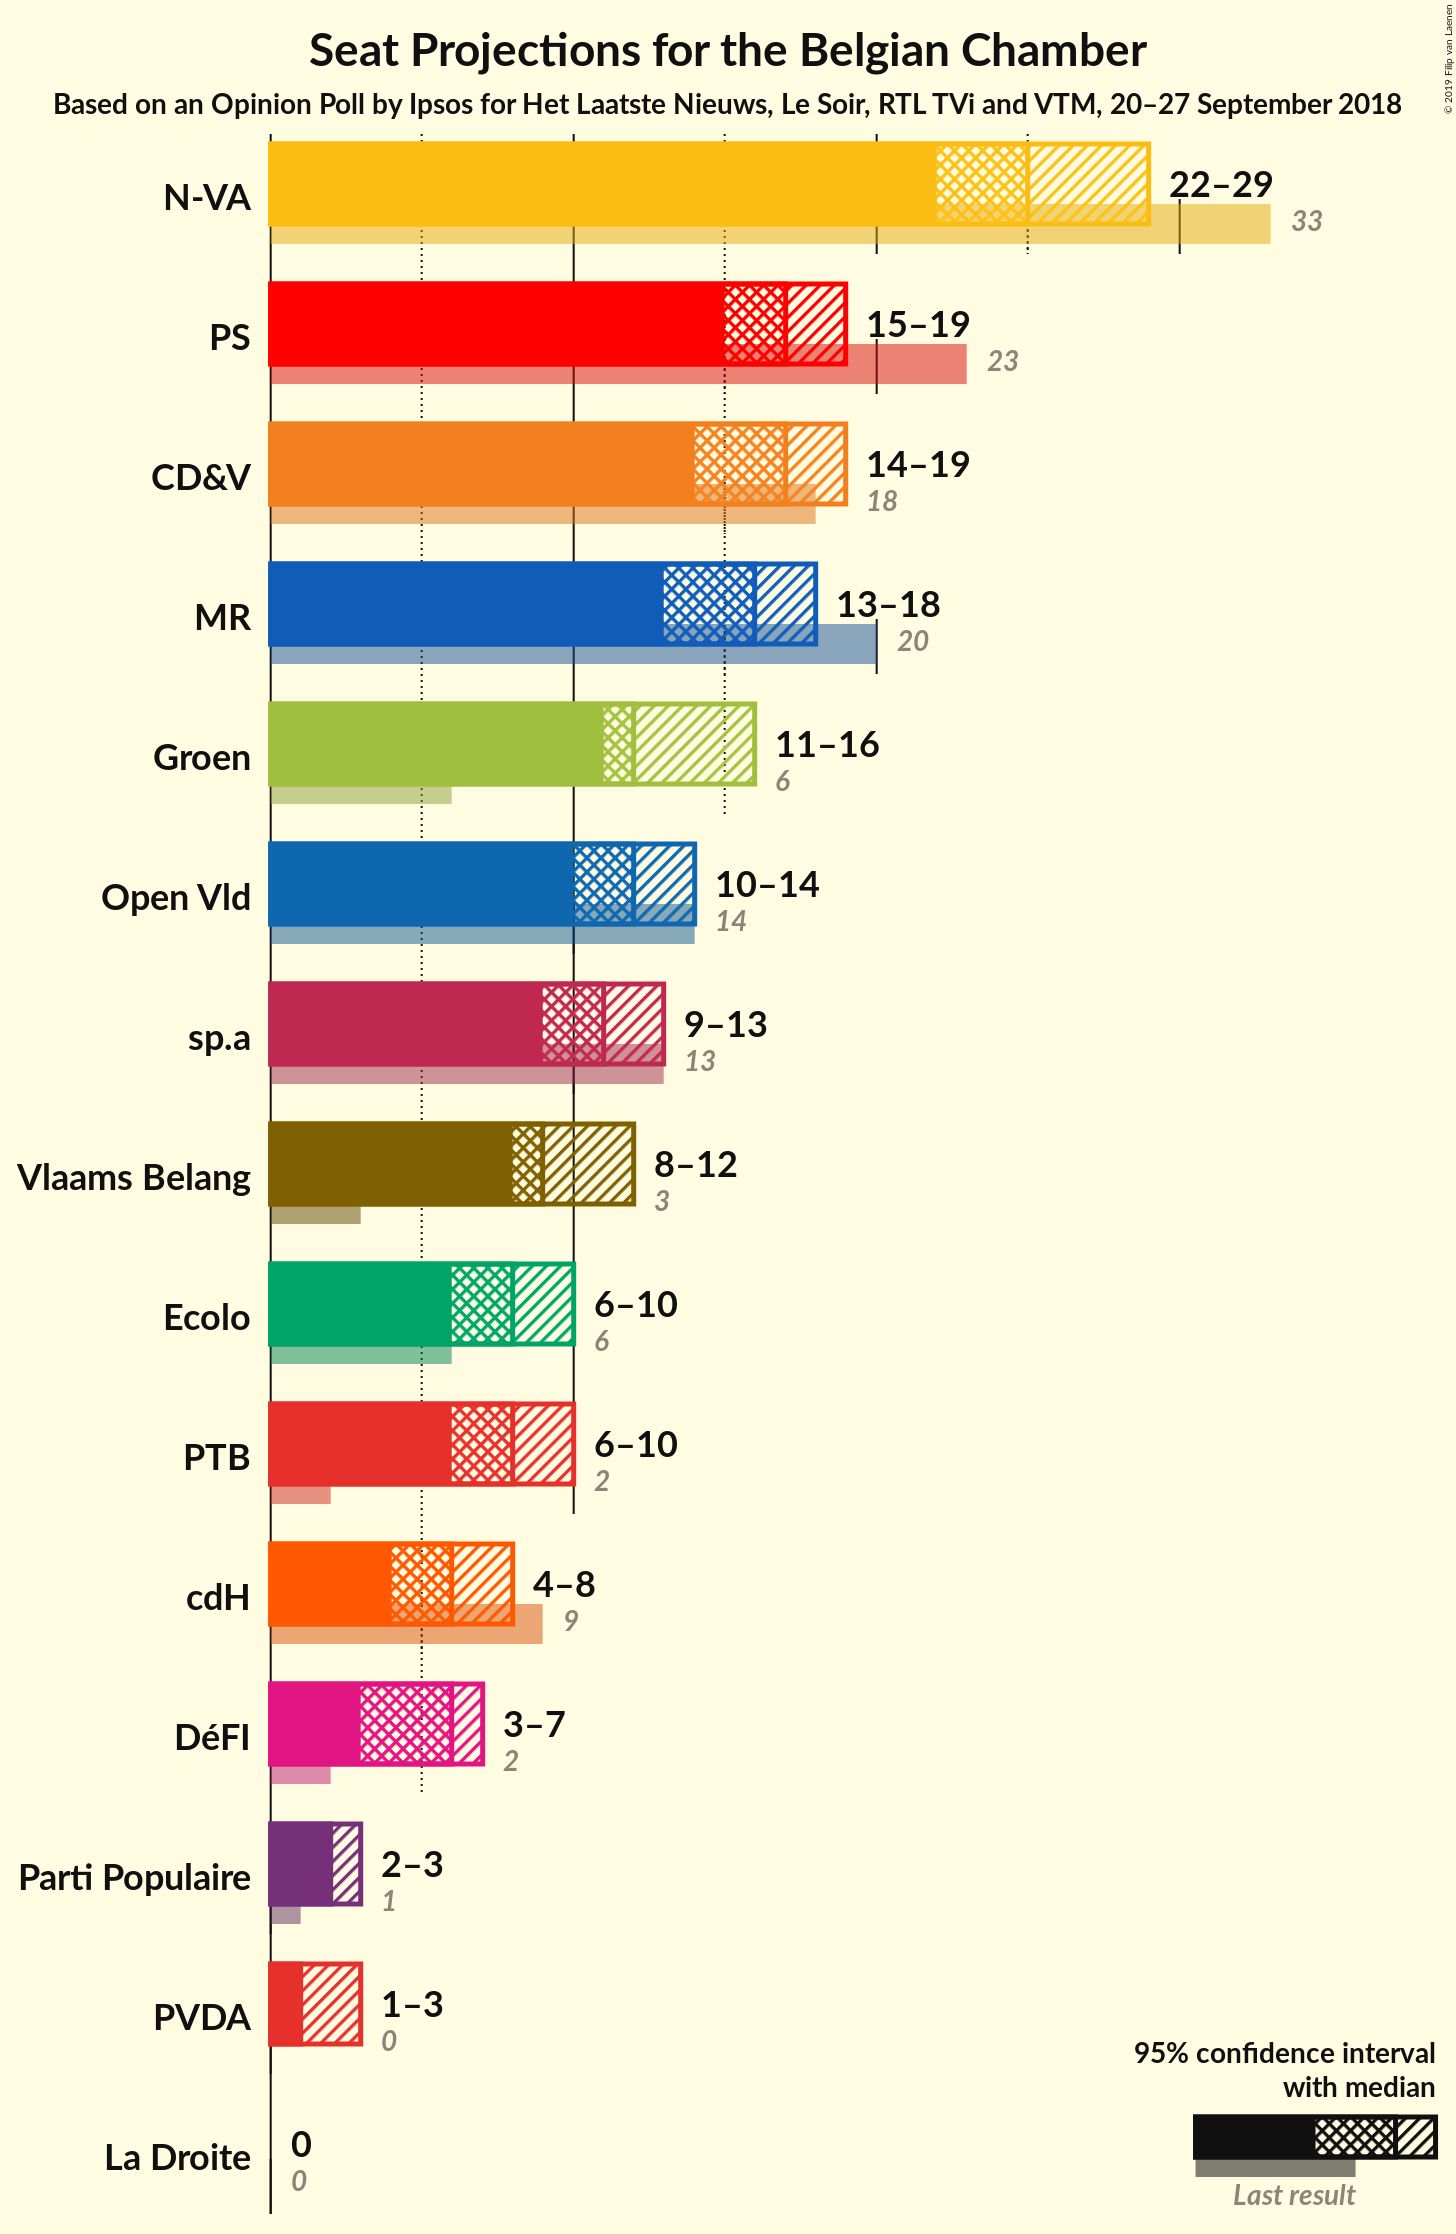 Seat Projections for the Belgian Chamber
Based on an Opinion Poll by Ipsos for Het Laatste Nieuws, Le Soir, RTL TVi and VTM, 20–27 September 2018
© 2019 Filip van Laenen
N-VA
22–29
33
PS
15–19
23
CD&V
14–19
18
MR
13–18
20
Groen
11–16
6
Open Vld
10–14
14
sp.a
9–13
13
Vlaams Belang
8–12
3
Ecolo
6–10
6
PTB
6–10
2
cdH
4–8
9
DéFI
3–7
2
Parti Populaire
2–3
1
PVDA
1–3
0
La Droite
0
0
95% confidence interval
with median
Last result